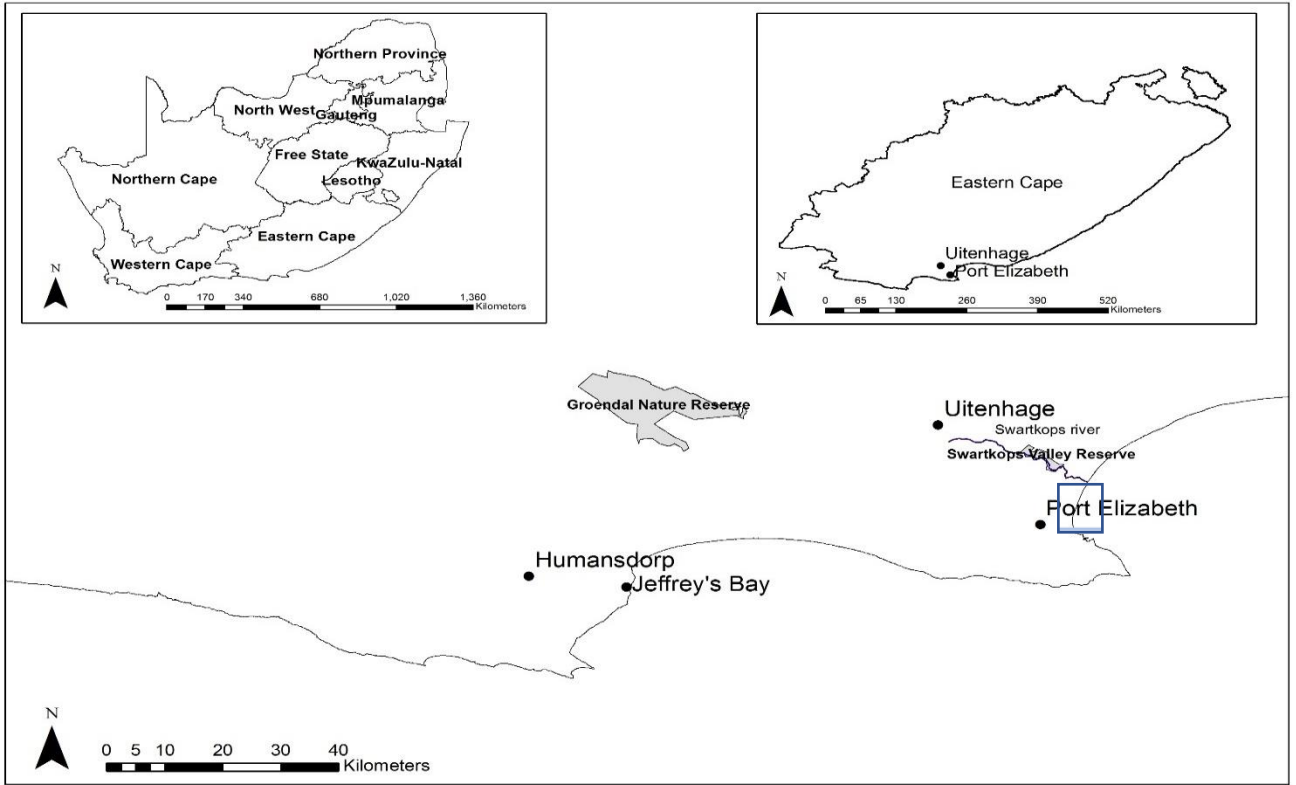 Northern Province
North West
Mpumalanga
Gauteng
Free State
KwaZulu-Natal
Lesotho
Northern Cape
Eastern Cape
Western Cape
N
0 170 340 680 1,020 1,360
Kilometers
Eastern Cape
Uitenhage
Port Elizabeth
N
0 65 130 260 390 520
Kilometers
Groendal Nature Reserve
Uitenhage
Swartkops river
Swartkops Valley Reserve
Port Elizabeth
Humansdorp
Jeffrey's Bay
N
0 5 10 20 30 40
Kilometers